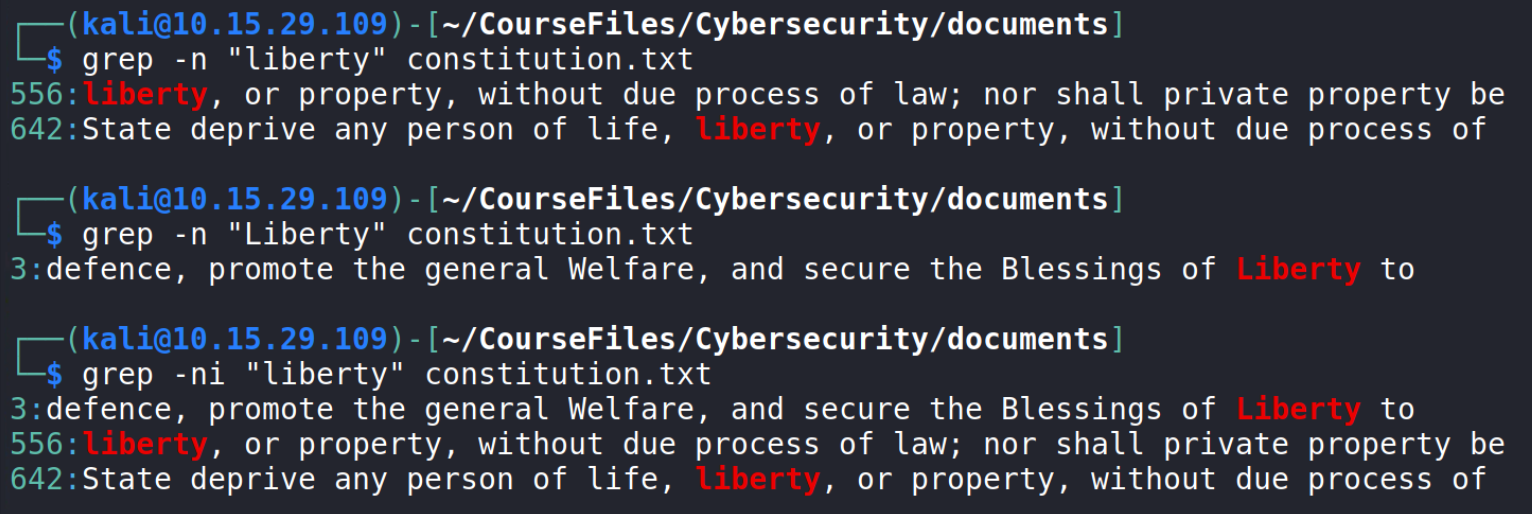 ┌──(kali@10.15.29.109)-[~/CourseFiles/Cybersecurity/documents]
└─$ grep -n "liberty" constitution.txt
556:liberty, or property, without due process of law; nor shall private property be
642:State deprive any person of life, liberty, or property, without due process of
┌──(kali@10.15.29.109)-[~/CourseFiles/Cybersecurity/documents]
└─$ grep -n "Liberty" constitution.txt
3:defence, promote the general Welfare, and secure the Blessings of Liberty to
┌──(kali@10.15.29.109)-[~/CourseFiles/Cybersecurity/documents]
└─$ grep -ni "liberty" constitution.txt
3:defence, promote the general Welfare, and secure the Blessings of Liberty to
556:liberty, or property, without due process of law; nor shall private property be
642:State deprive any person of life, liberty, or property, without due process of